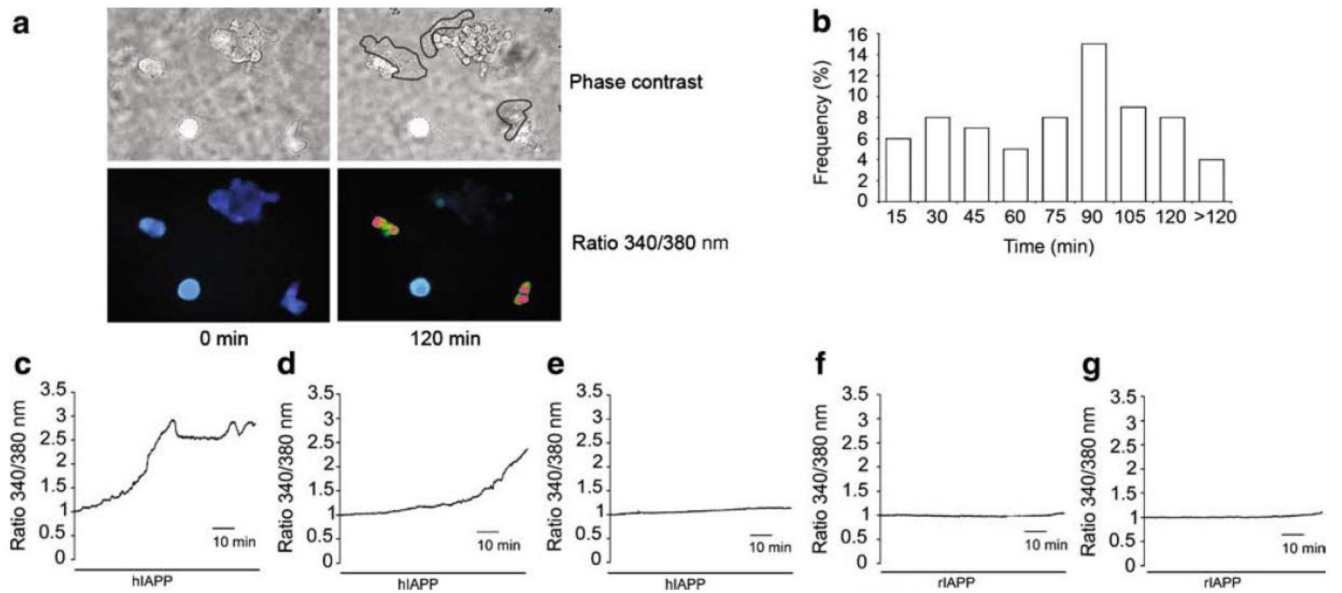 a
Phase contrast
Ratio 340/380 nm
0 min
120 min
b
Frequency (%)
16
14
12
10
8
6
4
2
0
15 30 45 60 75 90 105 120 >120
Time (min)
c
Ratio 340/380 nm
3.5
3
2.5
2
1.5
1
0.5
0
10 min
hIAPP
d
Ratio 340/380 nm
3.5
3
2.5
2
1.5
1
0.5
0
10 min
hIAPP
e
Ratio 340/380 nm
3.5
3
2.5
2
1.5
1
0.5
0
10 min
hIAPP
f
Ratio 340/380 nm
3.5
3
2.5
2
1.5
1
0.5
0
10 min
rIAPP
g
Ratio 340/380 nm
3.5
3
2.5
2
1.5
1
0.5
0
10 min
rIAPP